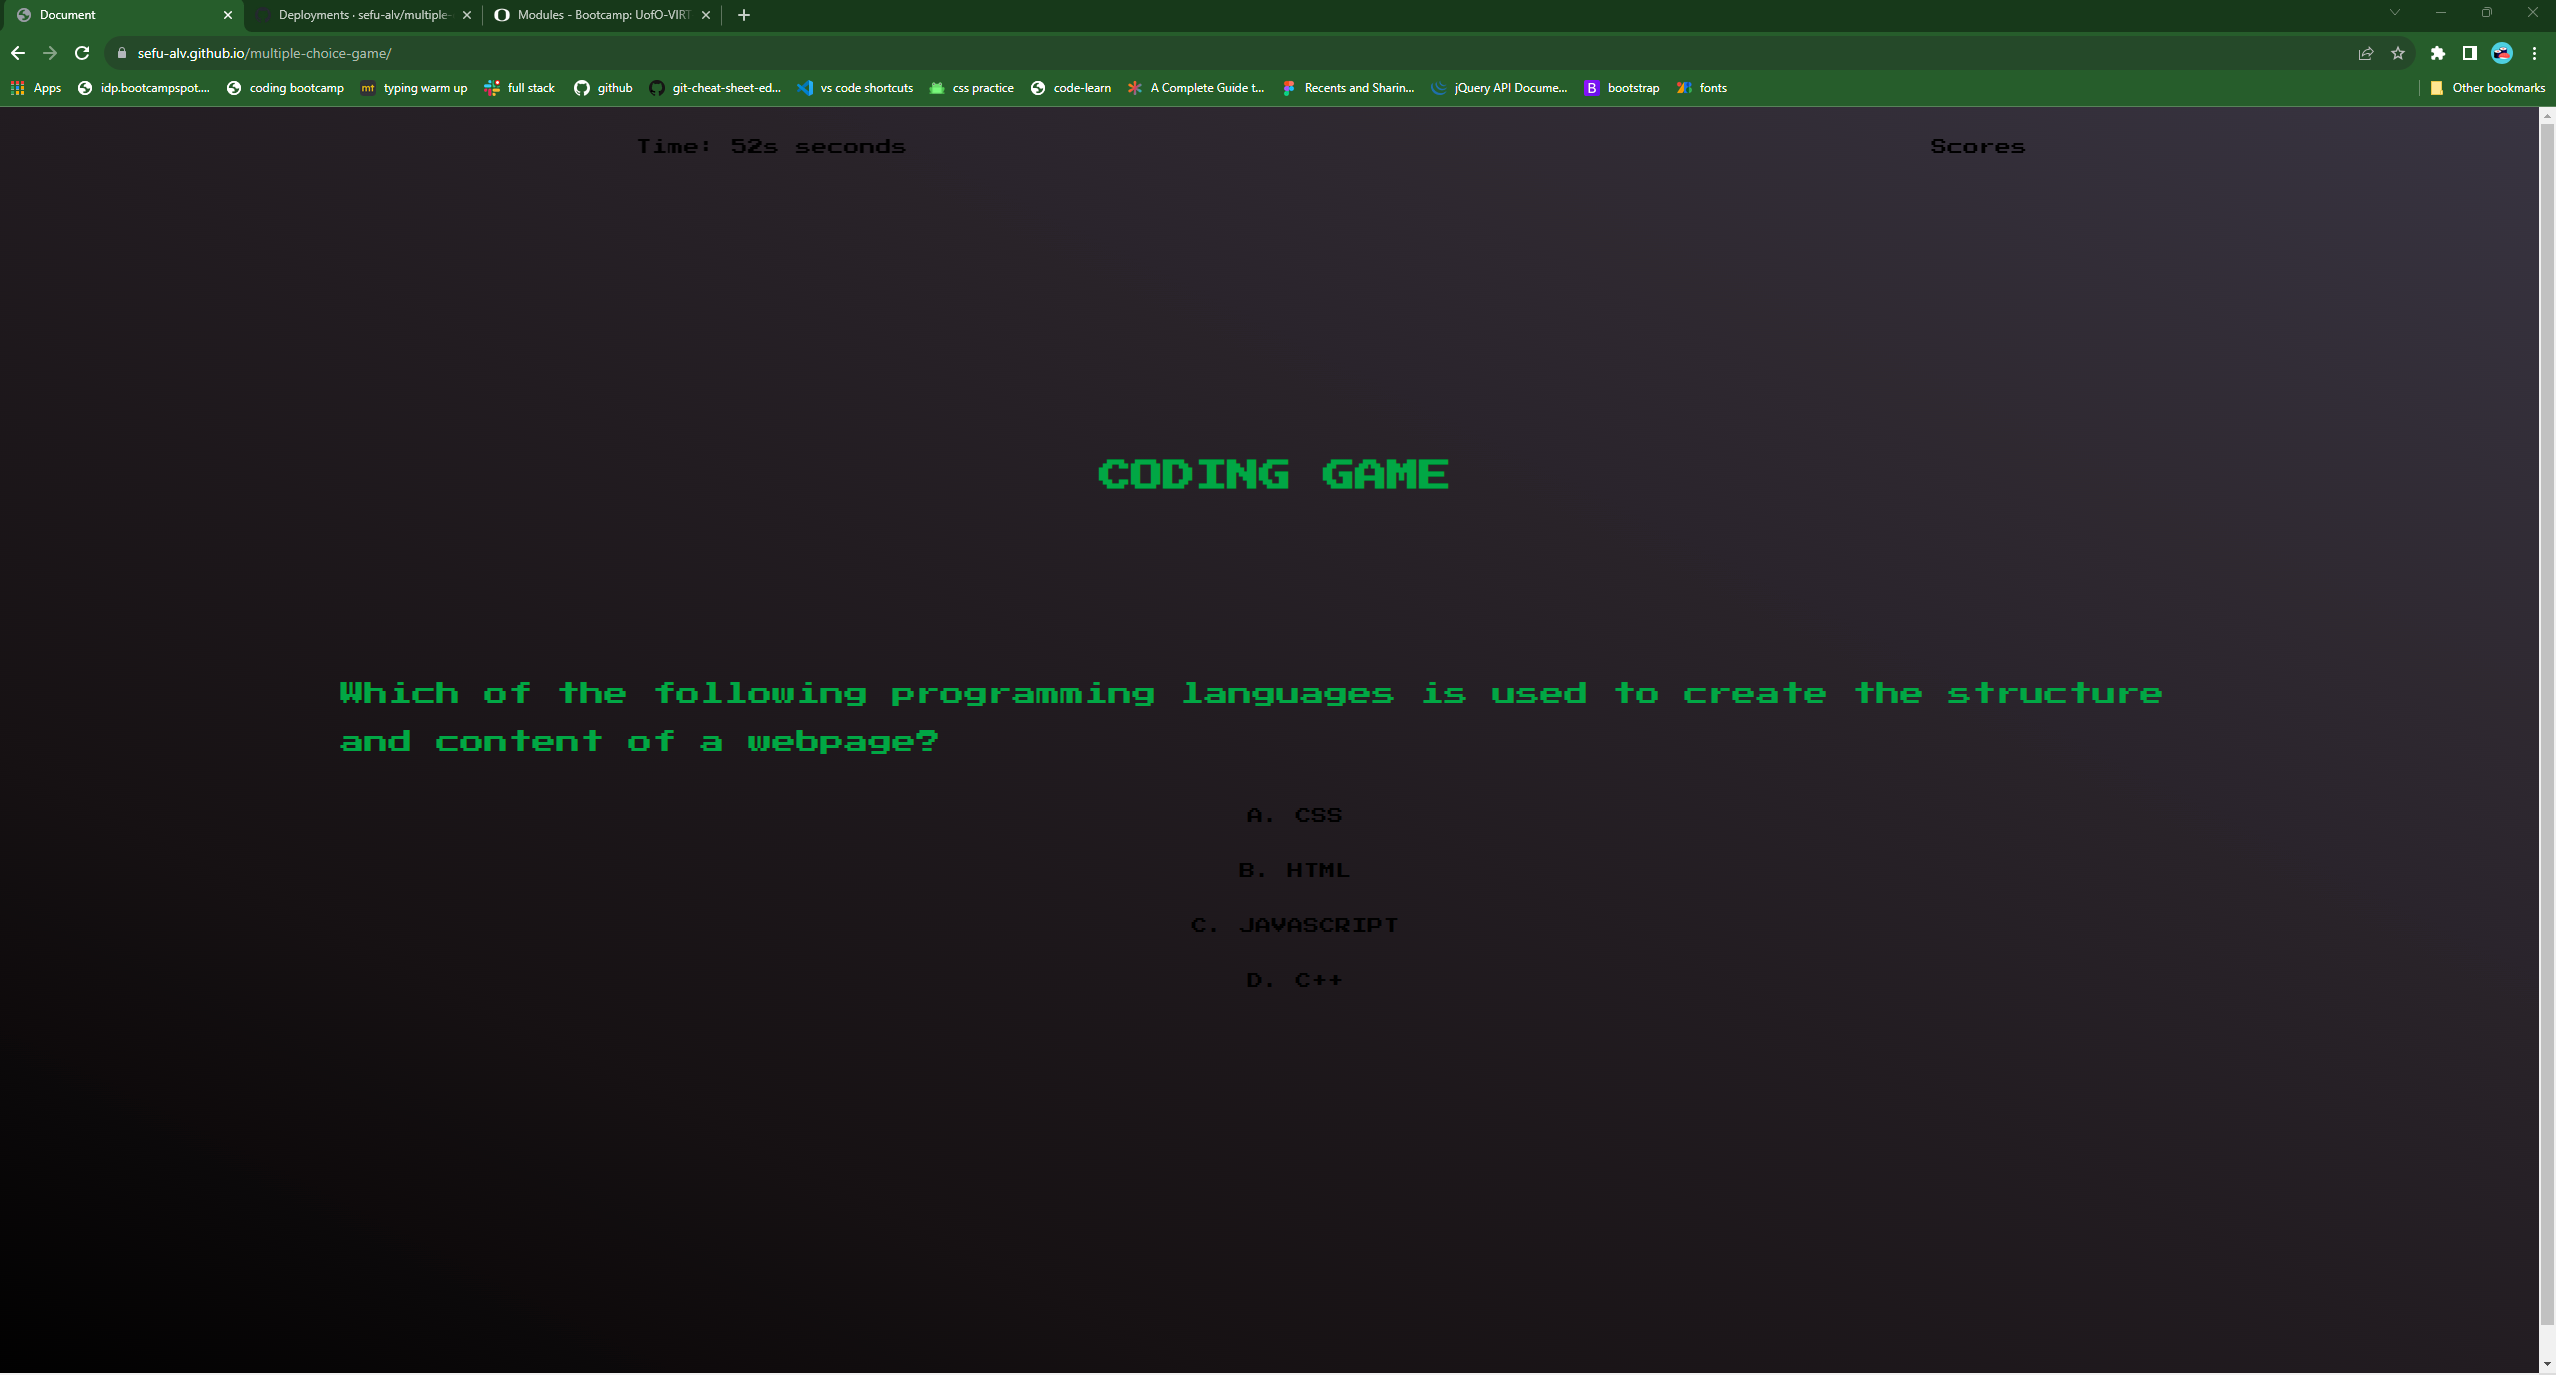 Document
Deployments · sefu-alv/multiple-
Modules - Bootcamp: UofO-VIRT
sefu-alv.github.io/multiple-choice-game/
Apps
idp.bootcampspot....
coding bootcamp
mt
typing warm up
full stack
github
git-cheat-sheet-ed...
vs code shortcuts
css practice
code-learn
A Complete Guide t...
Recents and Sharin...
jQuery API Docume...
B
bootstrap
fonts
Other bookmarks
Time: 52s seconds
Scores
CODING GAME
Which of the following programming languages is used to create the structure
and content of a webpage?
A. CSS
B. HTML
C. JAVASCRIPT
D. C++